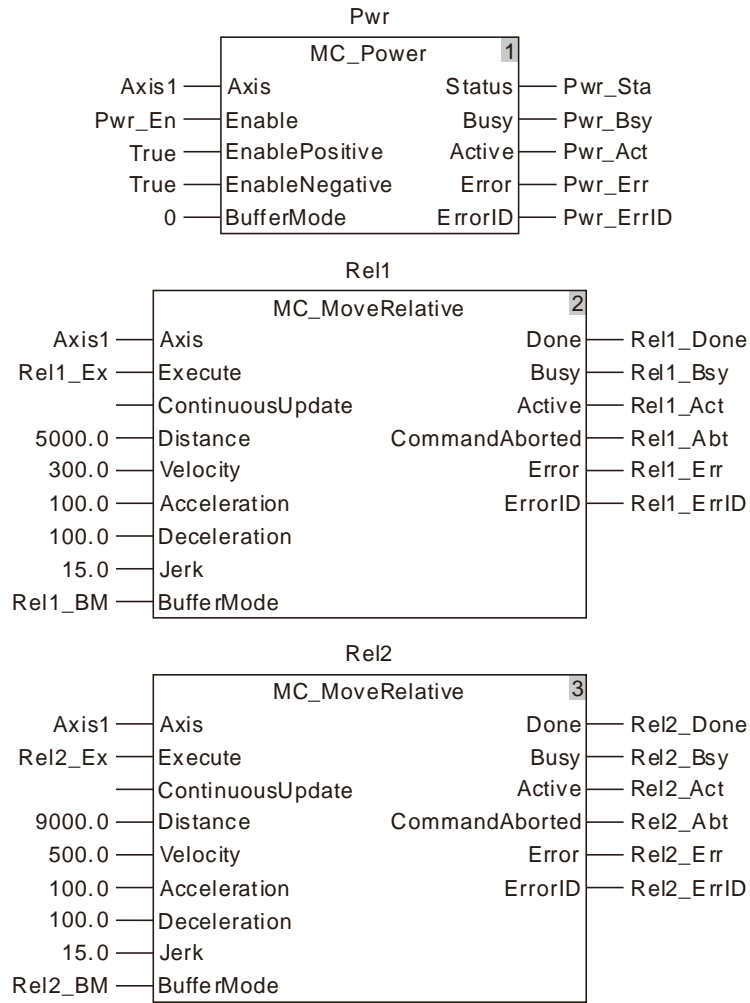 Pwr
MC_Power 1
Axis1 Axis Status Pwr_Sta
Pwr_En Enable Busy Pwr_Bsy
True EnablePositive Active Pwr_Act
True EnableNegative Error Pwr_Err
0 BufferMode ErrorID Pwr_ErrID
Rel1
MC_MoveRelative 2
Axis1 Axis Done Rel1_Done
Rel1_Ex Execute Busy Rel1_Bsy
ContinuousUpdate Active Rel1_Act
5000.0 Distance CommandAborted Rel1_Abt
300.0 Velocity Error Rel1_Err
100.0 Acceleration ErrorID Rel1_ErrID
100.0 Deceleration
15.0 Jerk
Rel1_BM BufferMode
Rel2
MC_MoveRelative 3
Axis1 Axis Done Rel2_Done
Rel2_Ex Execute Busy Rel2_Bsy
ContinuousUpdate Active Rel2_Act
9000.0 Distance CommandAborted Rel2_Abt
500.0 Velocity Error Rel2_Err
100.0 Acceleration ErrorID Rel2_ErrID
100.0 Deceleration
15.0 Jerk
Rel2_BM BufferMode